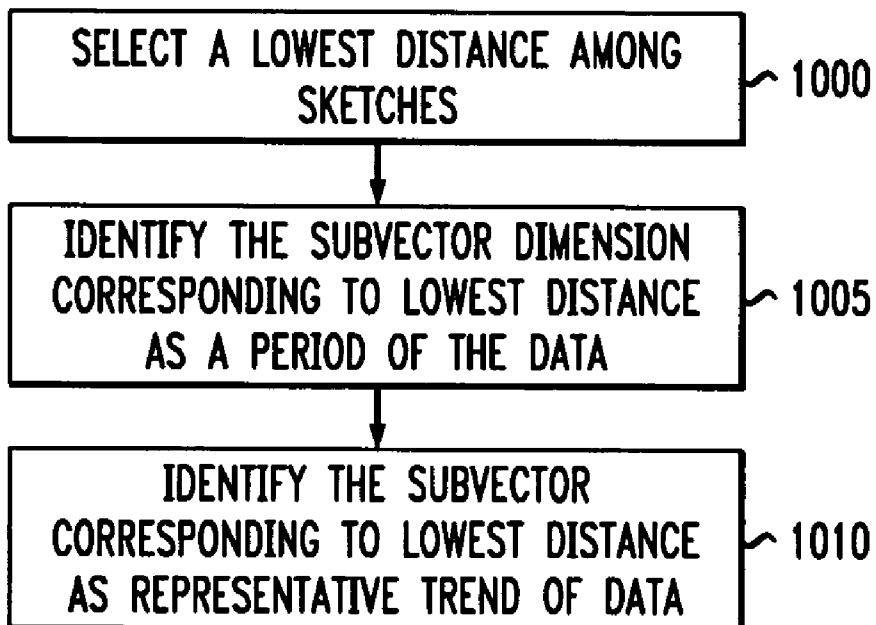 SELECT A LOWEST DISTANCE AMONG
SKETCHES
1000
IDENTIFY THE SUBVECTOR DIMENSION
CORRESPONDING TO LOWEST DISTANCE
AS A PERIOD OF THE DATA
1005
IDENTIFY THE SUBVECTOR
CORRESPONDING TO LOWEST DISTANCE
AS REPRESENTATIVE TREND OF DATA
1010